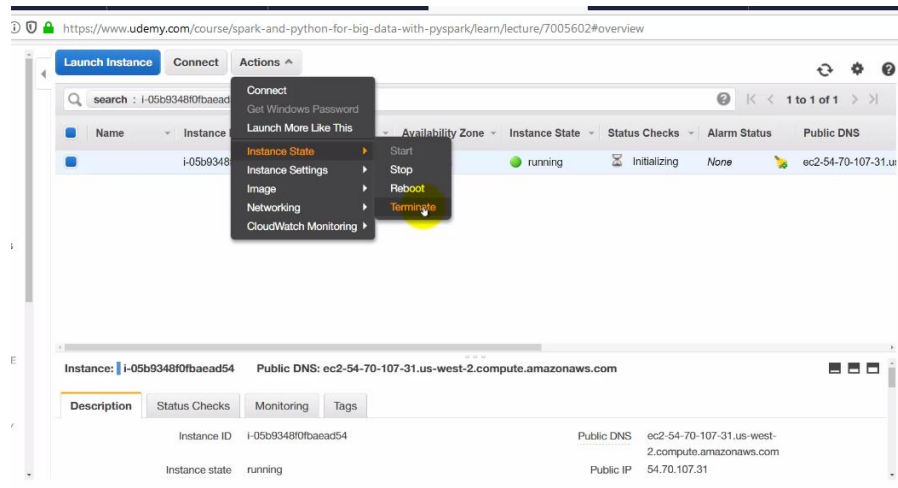 https://www.udemy.com/course/spark-and-python-for-big-data-with-pyspark/learn/lecture/7005602#overview
Launch Instance Connect Actions
search : i-05b9348f0fbaead
1 to 1 of 1
Connect
Get Windows Password
Launch More Like This
Instance State
Instance Settings
Image
Networking
CloudWatch Monitoring
Start
Stop
Reboot
Terminate
Name Instance Availability Zone Instance State Status Checks Alarm Status Public DNS
i-05b9348 running Initializing None ec2-54-70-107-31.u
Instance: i-05b9348f0fbaead54 Public DNS: ec2-54-70-107-31.us-west-2.compute.amazonaws.com
Description Status Checks Monitoring Tags
Instance ID i-05b9348f0fbaead54 Public DNS ec2-54-70-107-31.us-west-
2.compute.amazonaws.com
Instance state running Public IP 54.70.107.31